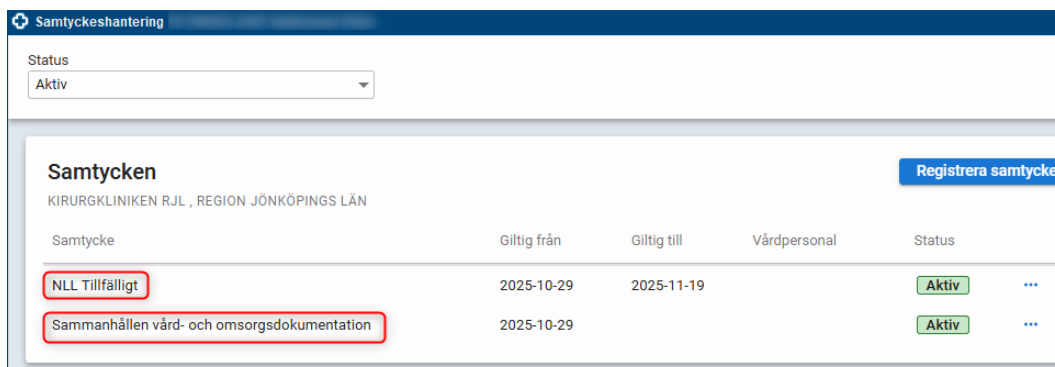 Samtyckeshantering
Status
Aktiv
Samtycken
Registrera samtycke
KIRURGKLINIKEN RJL , REGION JÖNKÖPINGS LÄN
Samtycke Giltig från Giltig till Vårdpersonal Status
NLL Tillfälligt 2025-10-29 2025-11-19 Aktiv ...
Sammanhållen vård- och omsorgsdokumentation 2025-10-29 Aktiv ...